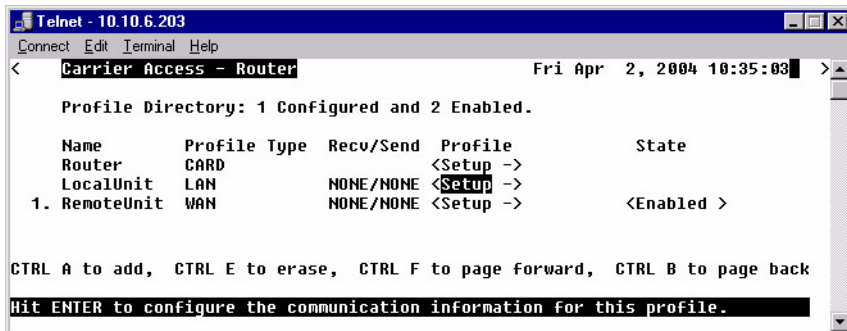 Telnet - 10.10.6.203
Connect Edit Terminal Help
< Carrier Access - Router Fri Apr 2, 2004 10:35:03 >
Profile Directory: 1 Configured and 2 Enabled.
Name Profile Type Recv/Send Profile State
Router CARD <Setup ->
LocalUnit LAN NONE/NONE <Setup ->
1. RemoteUnit WAN NONE/NONE <Setup -> <Enabled >
CTRL A to add, CTRL E to erase, CTRL F to page forward, CTRL B to page back
Hit ENTER to configure the communication information for this profile.